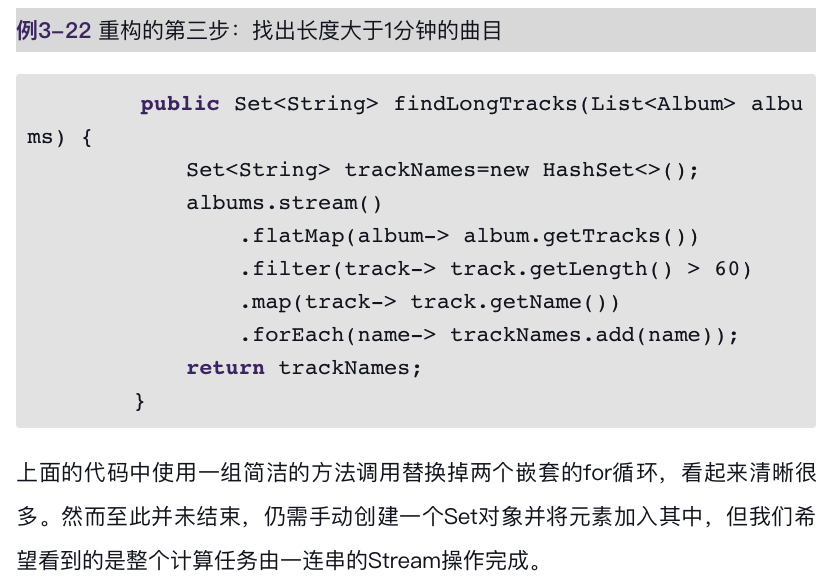 例3-22 重构的第三步：找出长度大于1分钟的曲目
public Set<String> findLongTracks(List<Album> albu
ms) {
Set<String> trackNames=new HashSet<>();
albums.stream()
.flatMap(album-> album.getTracks())
.filter(track-> track.getLength() > 60)
.map(track-> track.getName())
.forEach(name-> trackNames.add(name));
return trackNames;
}
上面的代码中使用一组简洁的方法调用替换掉两个嵌套的for循环，看起来清晰很
多。然而至此并未结束，仍需手动创建一个Set对象并将元素加入其中，但我们希
望看到的是整个计算任务由一连串的Stream操作完成。